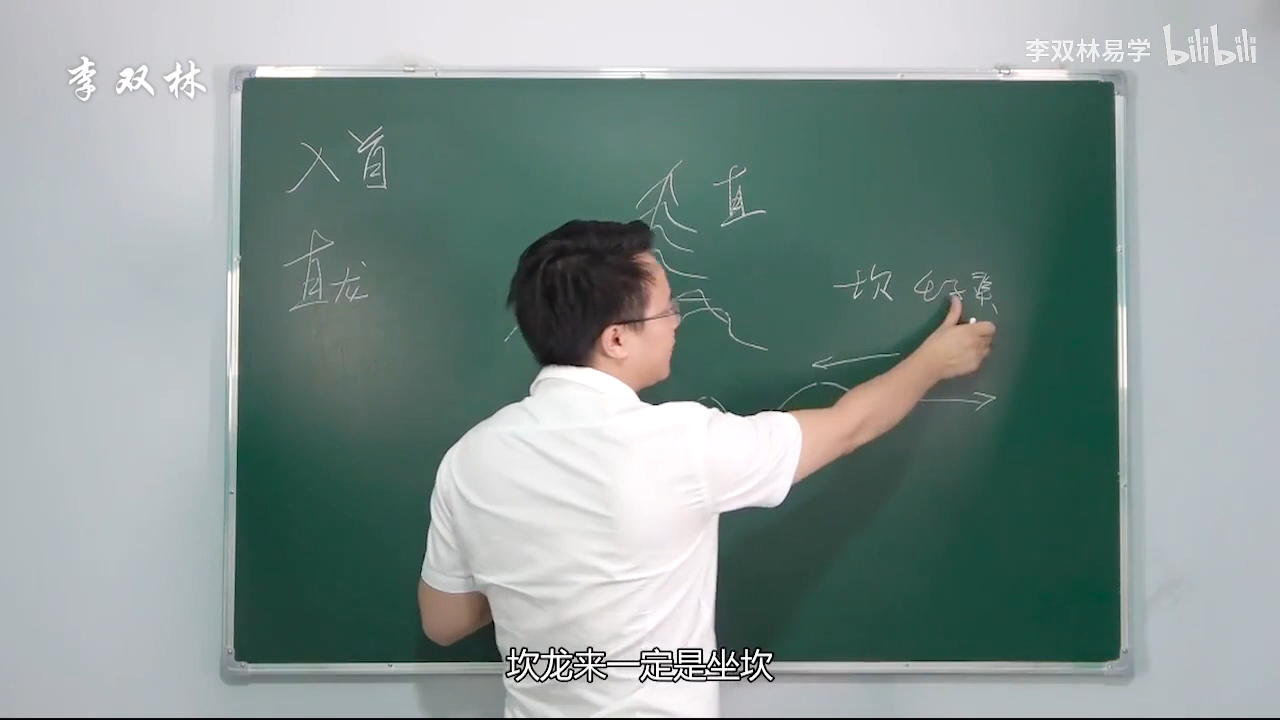 李双林
李双林易学 bilibili
入首
直龙
直
坎
坎龙来一定是坐坎